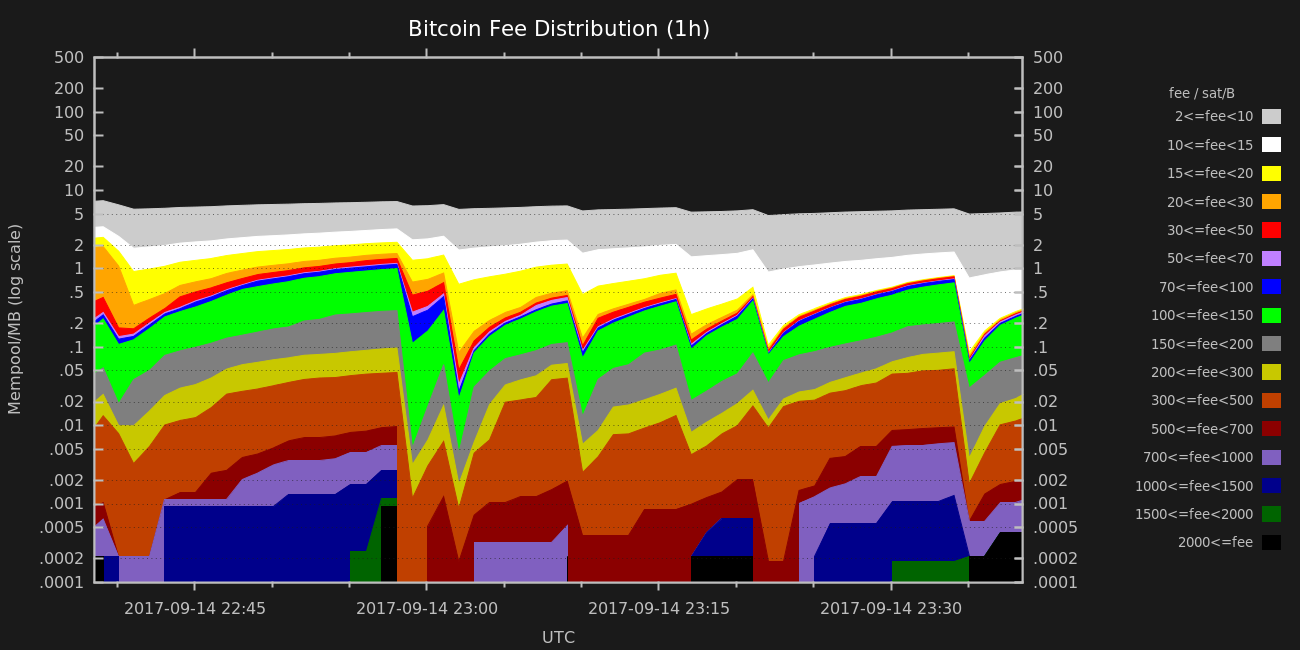 Bitcoin Fee Distribution (1h)
500 500
200 200
100 100
50 50
20 20
10 10
5 5
2 2
1 1
.5 .5
.2 .2
.1 .1
.05 .05
.02 .02
.01 .01
.005 .005
.002 .002
.001 .001
.0005 .0005
.0002 .0002
.0001 .0001
Mempool/MB (log scale)
2017-09-14 22:45 2017-09-14 23:00 2017-09-14 23:15 2017-09-14 23:30
UTC
fee / sat/B
2<=fee<10
10<=fee<15
15<=fee<20
20<=fee<30
30<=fee<50
50<=fee<70
70<=fee<100
100<=fee<150
150<=fee<200
200<=fee<300
300<=fee<500
500<=fee<700
700<=fee<1000
1000<=fee<1500
1500<=fee<2000
2000<=fee